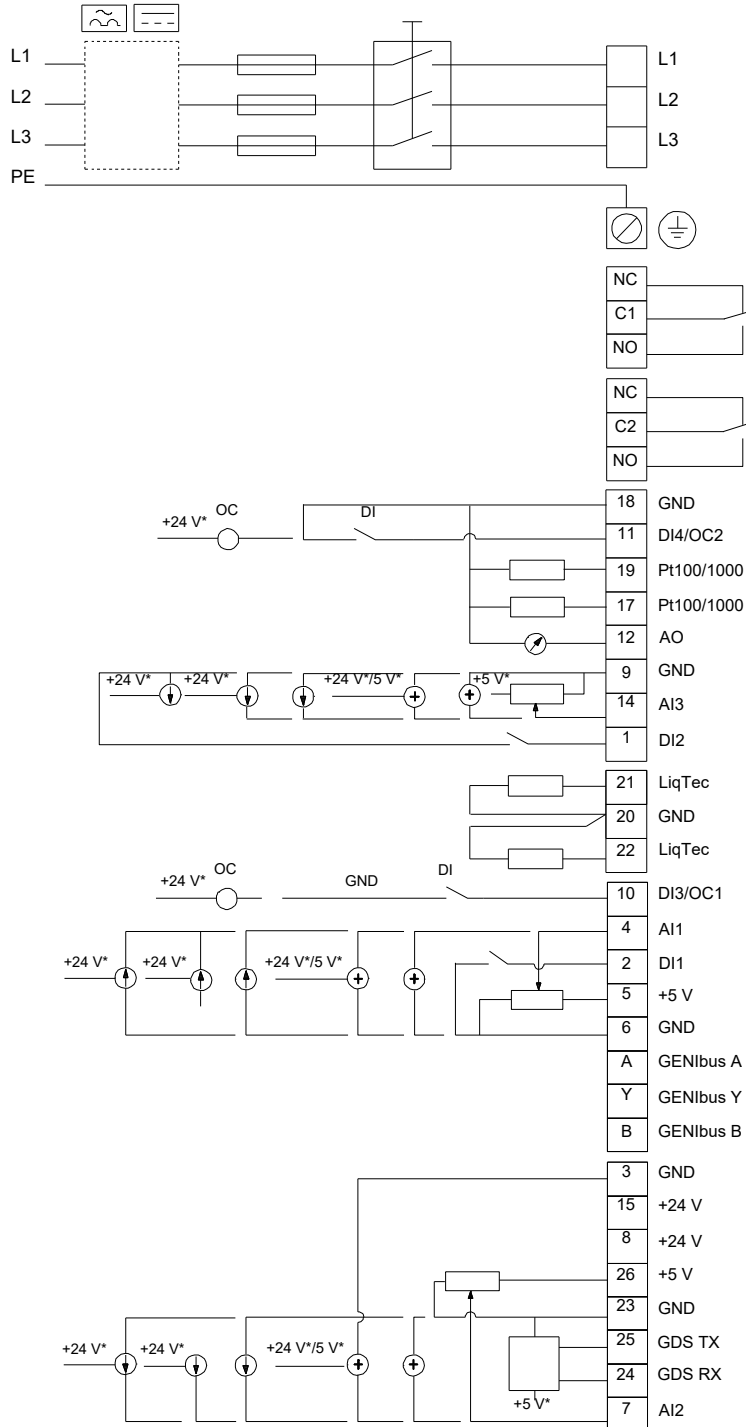 L1 L1
L2 L2
L3 L3
PE
NC
C1
NO
NC
C2
NO
18 GND
+24 V* OC DI 11 DI4/OC2
19 Pt100/1000
17 Pt100/1000
12 AO
9 GND
+24 V* +24 V* +24 V*/5 V* +5 V*
14 AI3
1 DI2
21 LiqTec
20 GND
22 LiqTec
+24 V* OC GND DI 10 DI3/OC1
4 AI1
+24 V* +24 V* +24 V*/5 V* 2 DI1
5 +5 V
6 GND
A GENIbus A
Y GENIbus Y
B GENIbus B
3 GND
15 +24 V
8 +24 V
26 +5 V
23 GND
+24 V* +24 V* +24 V*/5 V* 25 GDS TX
24 GDS RX
+5 V* 7 AI2